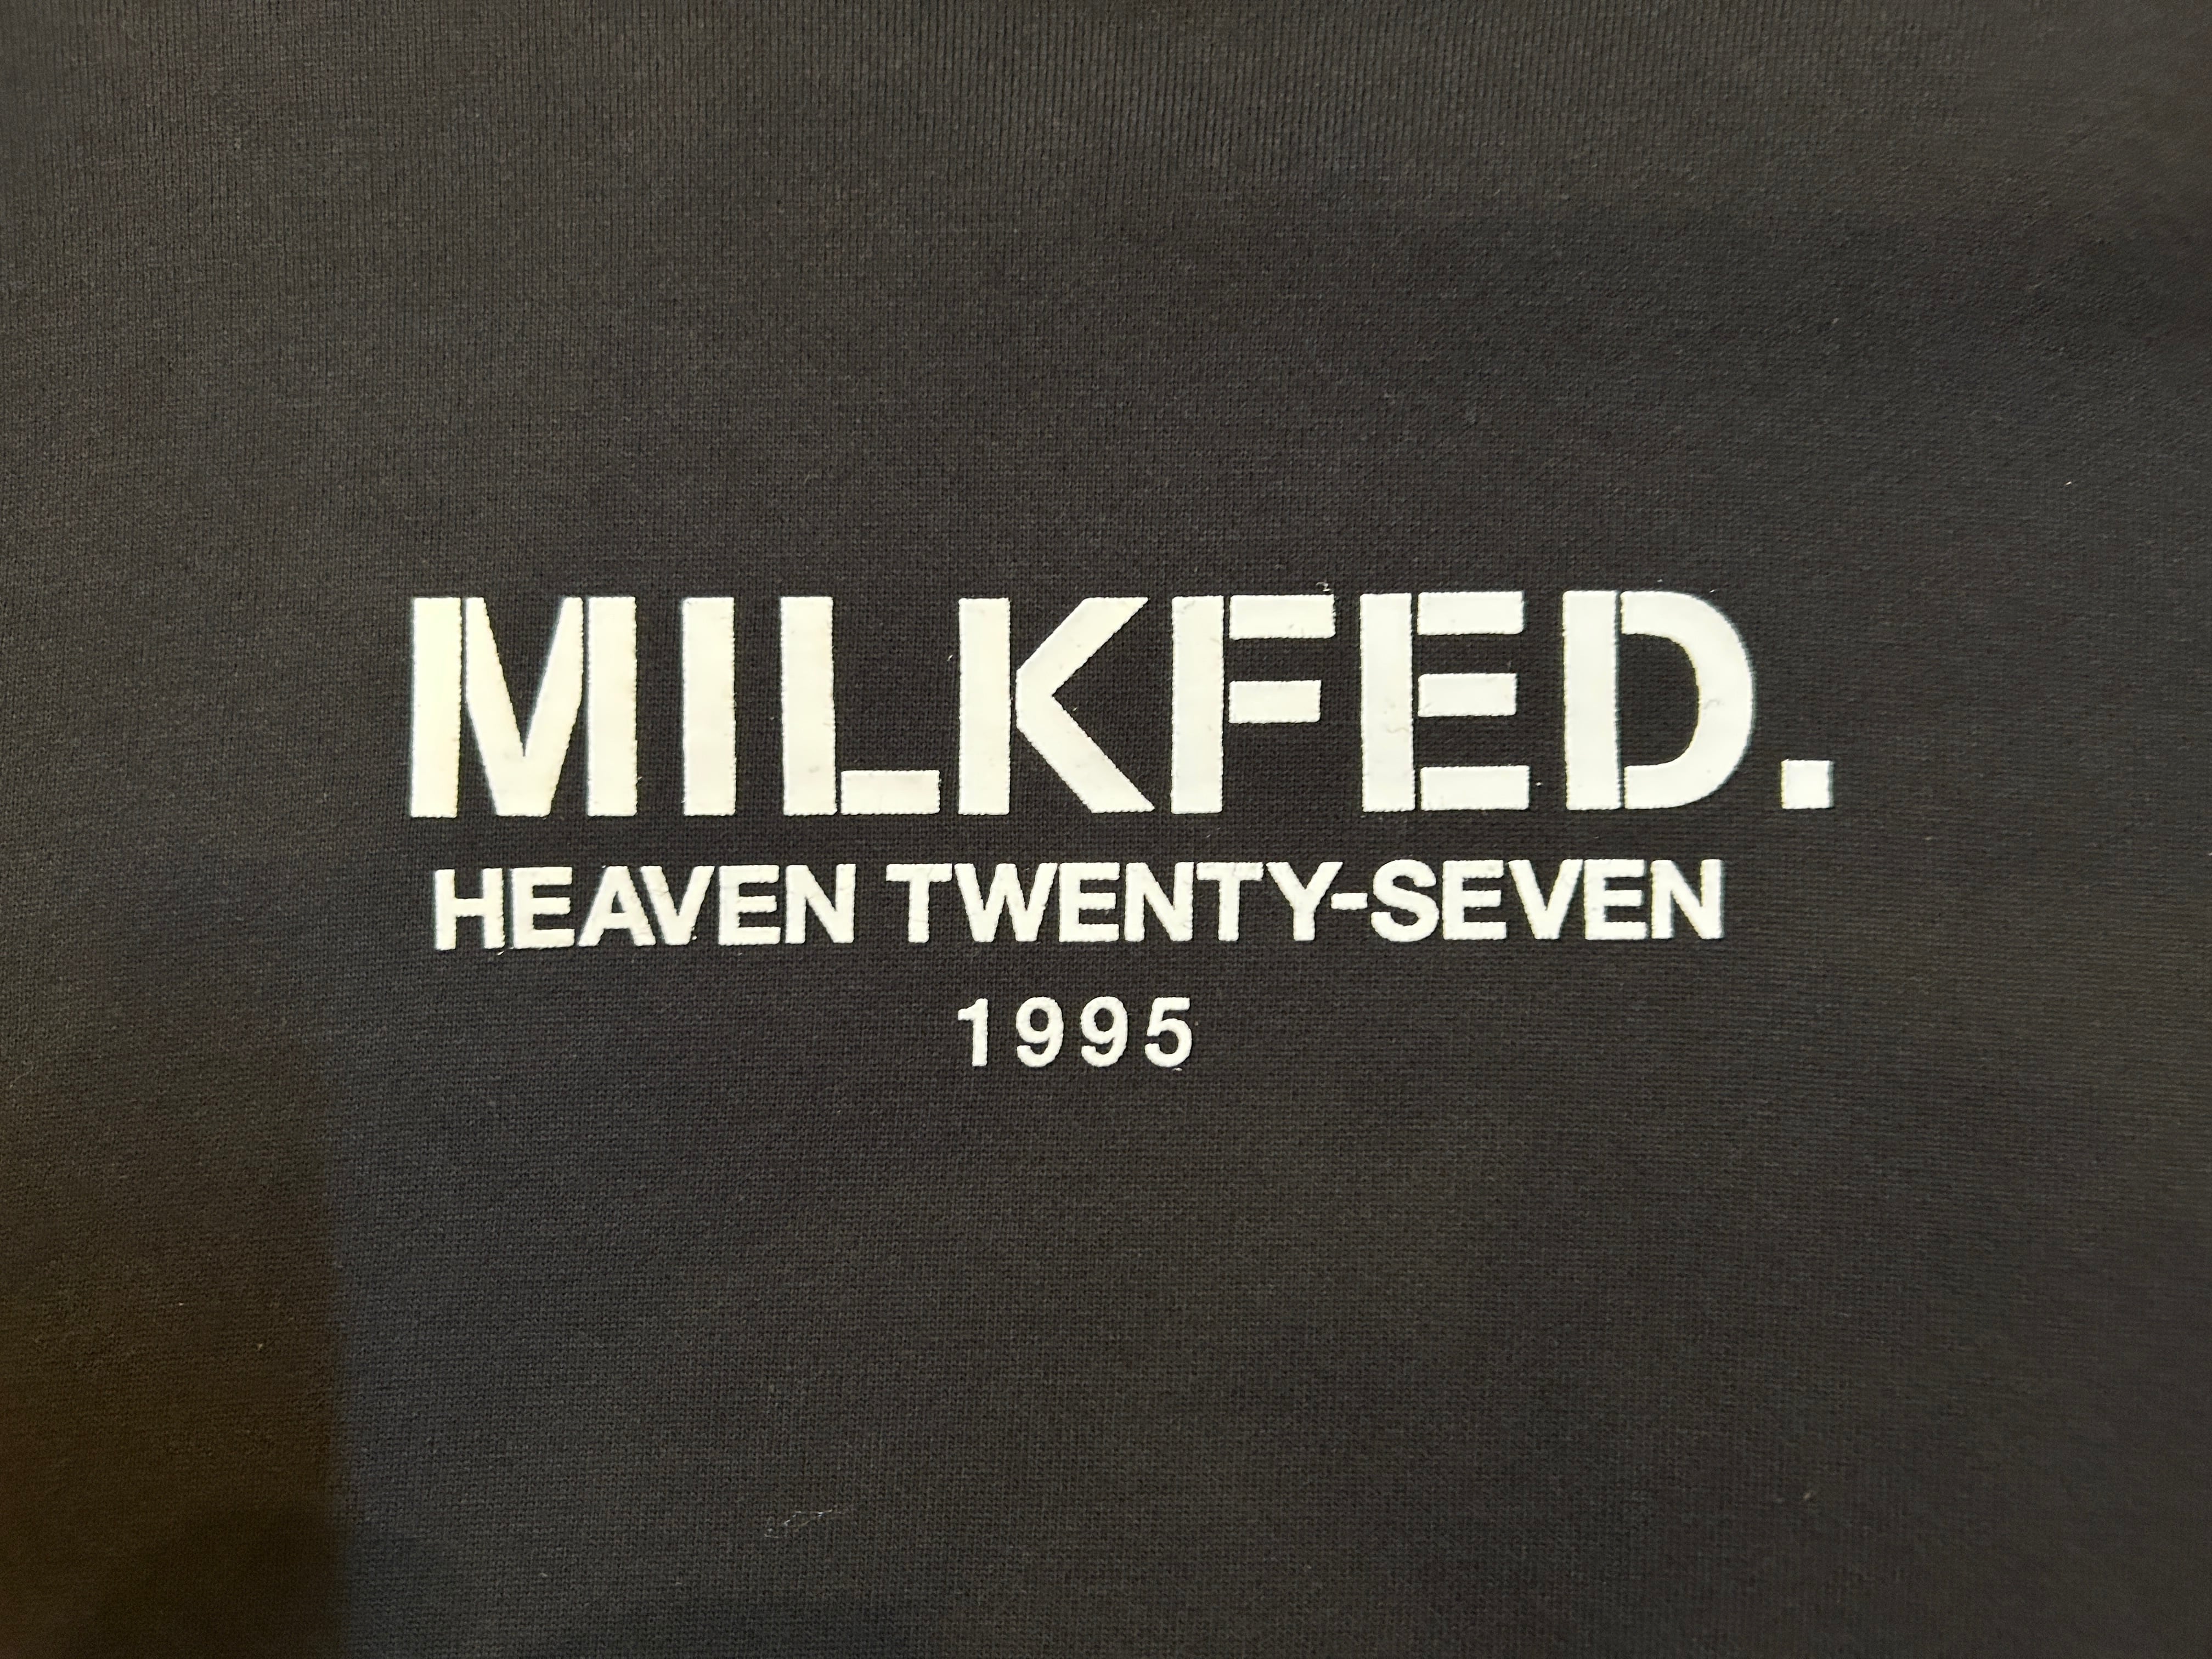 MILKFED.
HEAVEN TWENTY-SEVEN
1995